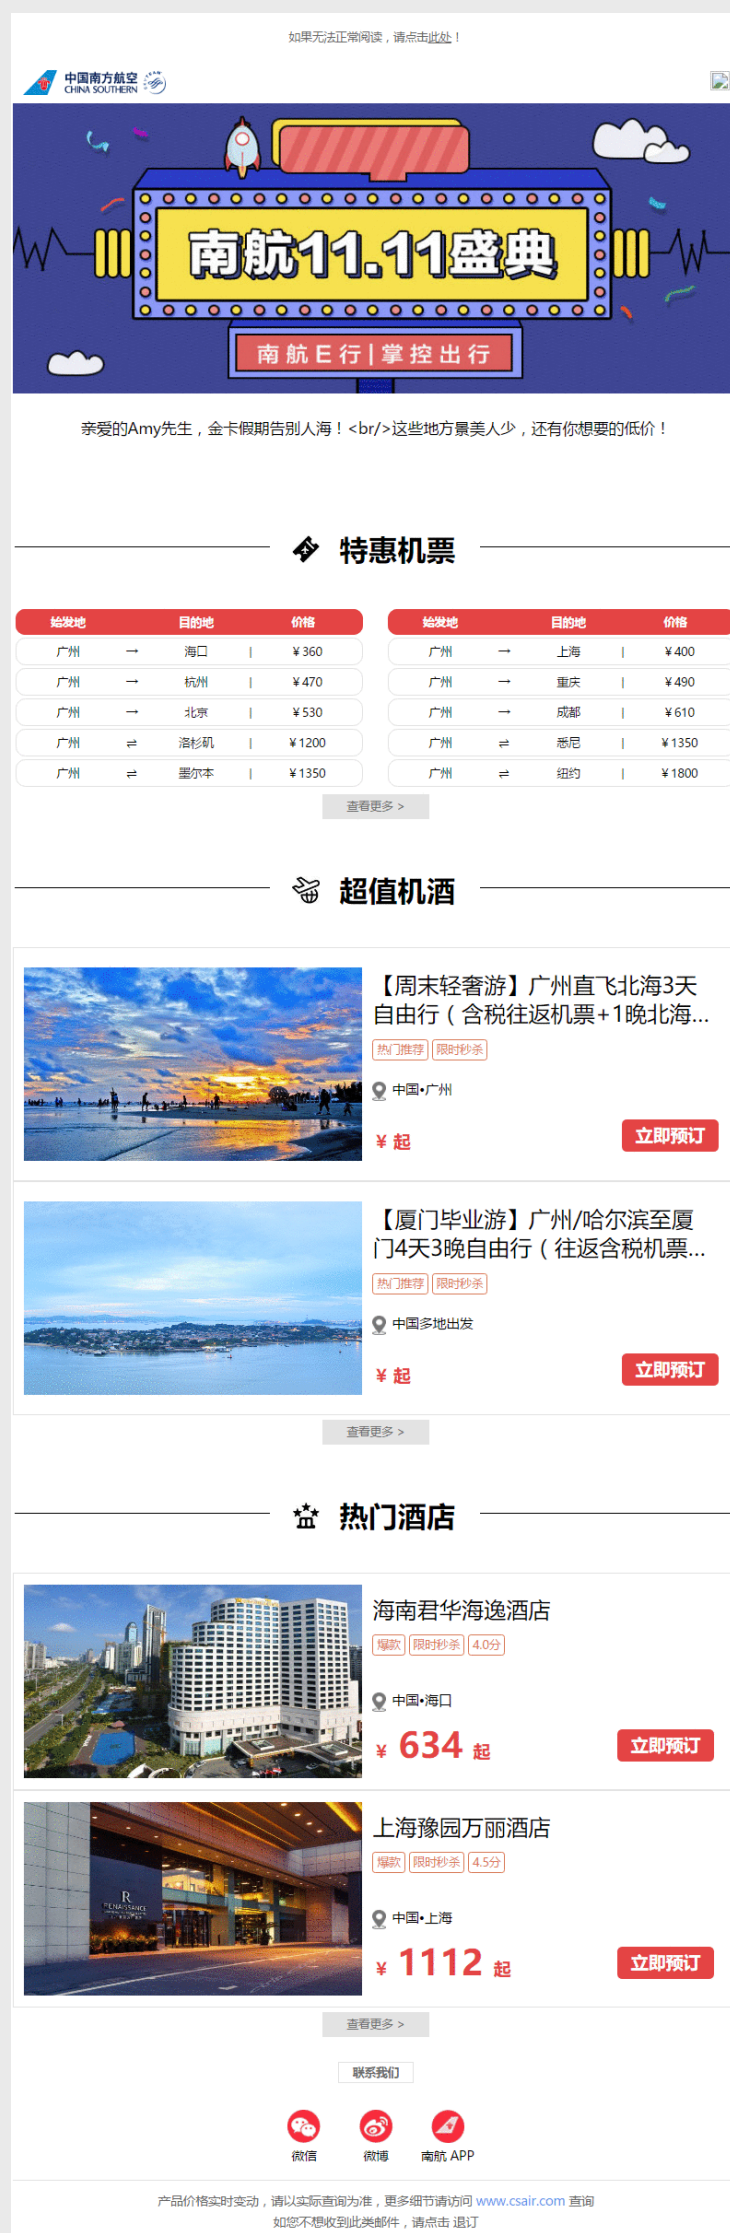 如果无法正常阅读，请点击此处！
中国南方航空
CHINA SOUTHERN
南航11.11盛典
南航E行|掌控出行
亲爱的Amy先生，金卡假期告别人海！<br/>这些地方景美人少，还有你想要的低价！
特惠机票
始发地 目的地 价格 始发地 目的地 价格
广州 → 海口 | ￥360 广州 → 上海 | ￥400
广州 → 杭州 | ￥470 广州 → 重庆 | ￥490
广州 → 北京 | ￥530 广州 → 成都 | ￥610
广州 ⇌ 洛杉矶 | ￥1200 广州 ⇌ 悉尼 | ￥1350
广州 ⇌ 墨尔本 | ￥1350 广州 ⇌ 纽约 | ￥1800
查看更多 >
超值机酒
【周末轻奢游】广州直飞北海3天
自由行（含税往返机票+1晚北海...
热门推荐 限时秒杀
中国•广州
￥ 起 立即预订
【厦门毕业游】广州/哈尔滨至厦
门4天3晚自由行（往返含税机票...
热门推荐 限时秒杀
中国多地出发
￥ 起 立即预订
查看更多 >
热门酒店
海南君华海逸酒店
爆款 限时秒杀 4.0分
中国•海口
￥ 634 起 立即预订
R
RENAISSANCE
上海豫园万丽酒店
爆款 限时秒杀 4.5分
中国•上海
￥ 1112 起 立即预订
查看更多 >
联系我们
微信 微博 南航 APP
产品价格实时变动，请以实际查询为准，更多细节请访问 www.csair.com 查询
如您不想收到此类邮件，请点击 退订